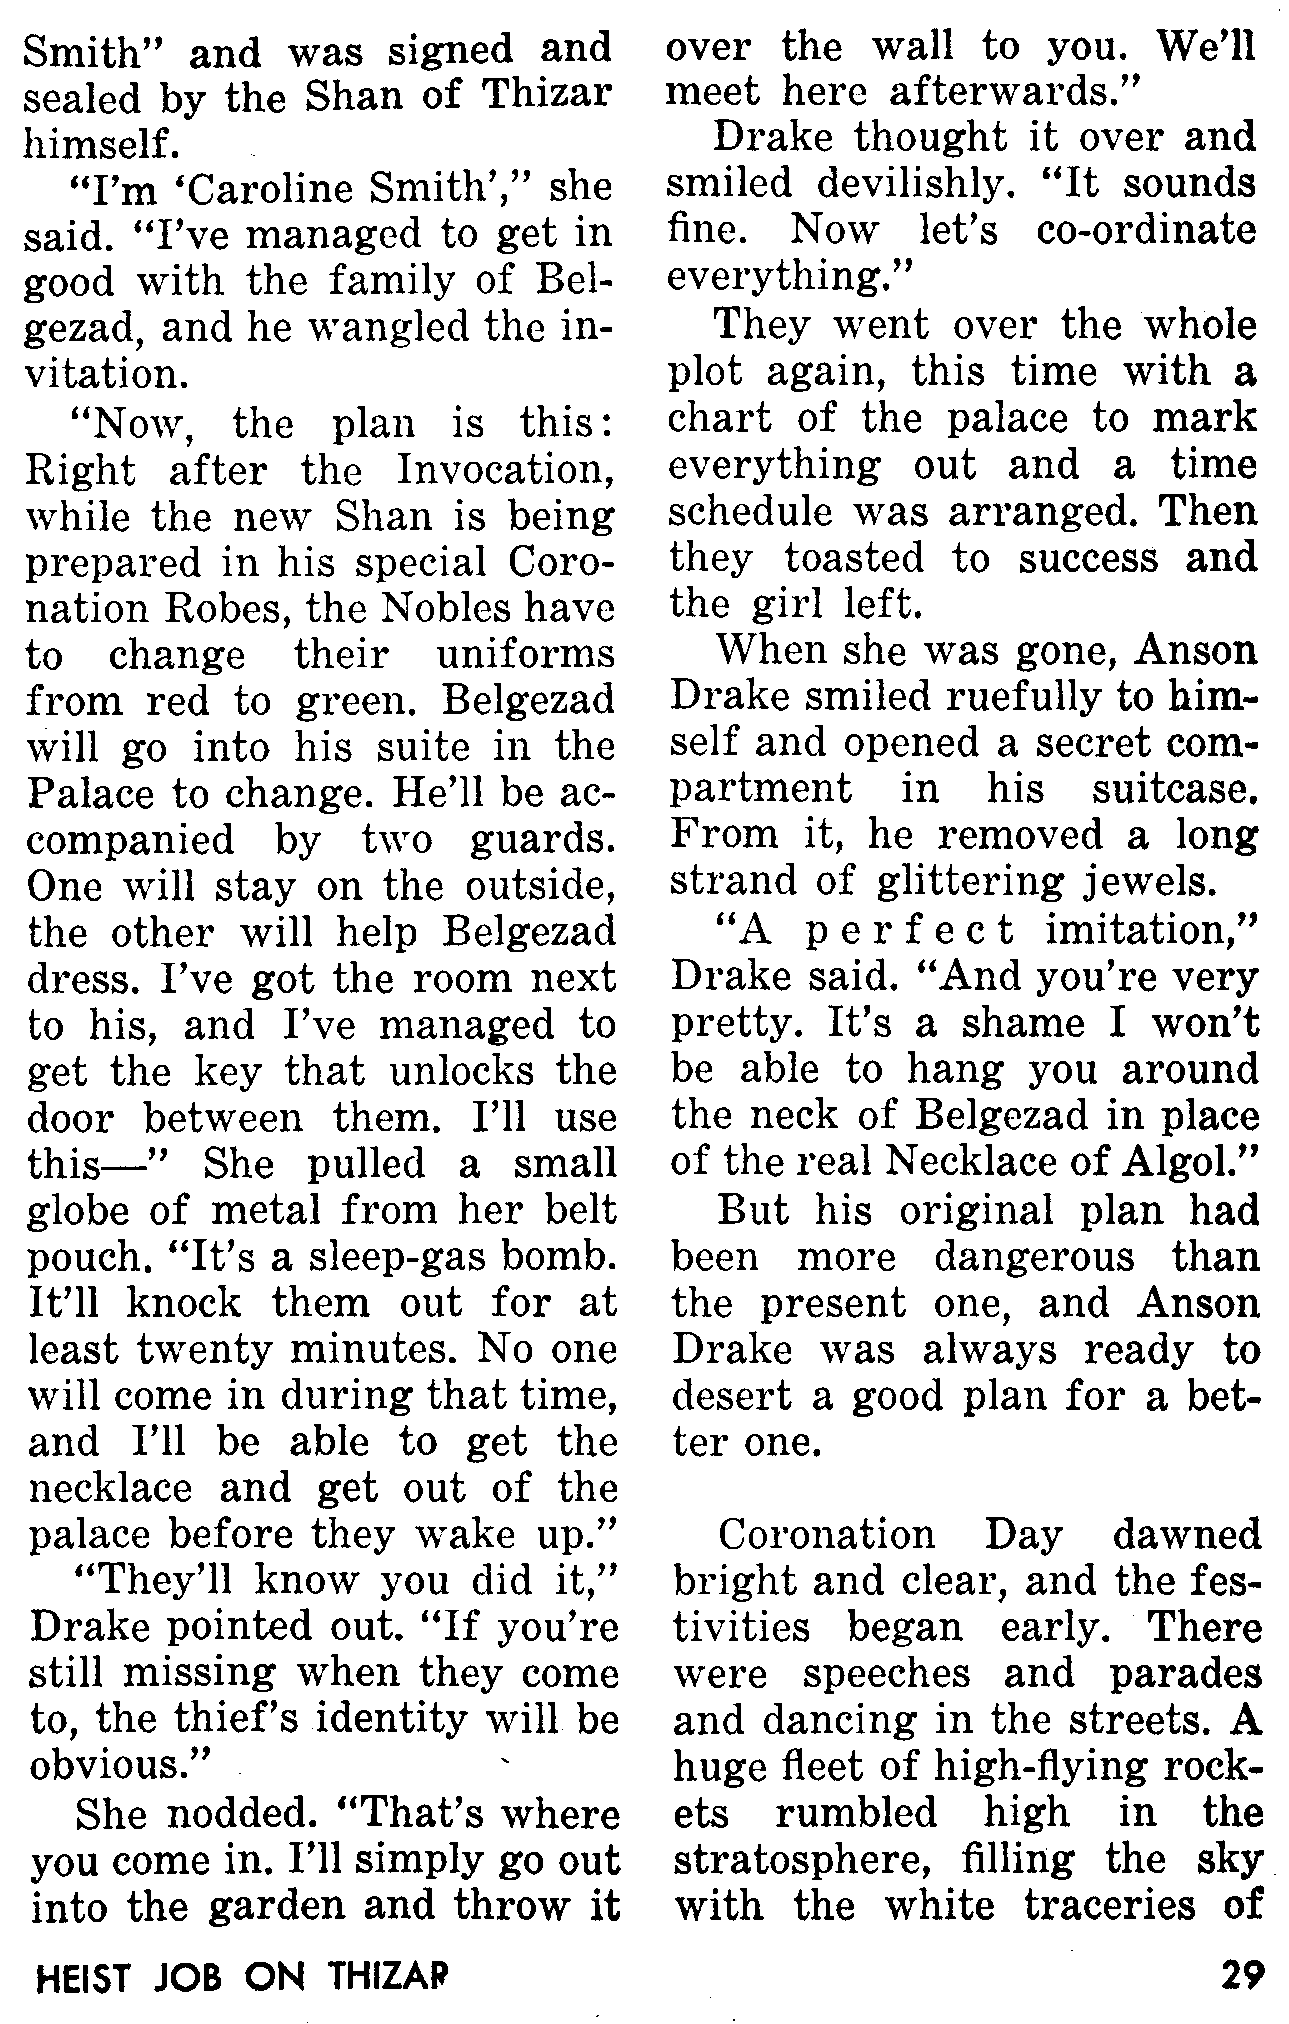 Smith” and was signed and
sealed by the Shan of Thizar
himself.
“I’m ‘Caroline Smith’,” she
said. “I’ve managed to get in
good with the family of Bel-
gezad, and he wangled the in-
vitation.
“Now, the plan is this:
Right after the Invocation,
while the new Shan is being
prepared in his special Coro-
nation Robes, the Nobles have
to change their uniforms
from red to green. Belgezad
will go into his suite in the
Palace to change. He’ll be ac-
companied by two guards.
One will stay on the outside,
the other will help Belgezad
dress. I’ve got the room next
to his, and I’ve managed to
get the key that unlocks the
door between them. I’ll use
this—” She pulled a small
globe of metal from her belt
pouch. “It’s a sleep-gas bomb.
It’ll knock them out for at
least twenty minutes. No one
will come in during that time,
and I’ll be able to get the
necklace and get out of the
palace before they wake up.”
“They’ll know you did it,”
Drake pointed out. “If you’re
still missing when they come
to, the thief’s identity will be
obvious.”
She nodded. “That’s where
you come in. I’ll simply go out
into the garden and throw it
over the wall to you. We’ll
meet here afterwards.”
Drake thought it over and
smiled devilishly. “It sounds
fine. Now let’s co-ordinate
everything.”
They went over the whole
plot again, this time with a
chart of the palace to mark
everything out and a time
schedule was arranged. Then
they toasted to success and
the girl left.
When she was gone, Anson
Drake smiled ruefully to him-
self and opened a secret com-
partment in his suitcase.
From it, he removed a long
strand of glittering jewels.
“A perfect imitation,”
Drake said. “And you’re very
pretty. It’s a shame I won’t
be able to hang you around
the neck of Belgezad in place
of the real Necklace of Algol.”
But his original plan had
been more dangerous than
the present one, and Anson
Drake was always ready to
desert a good plan for a bet-
ter one.
Coronation Day dawned
bright and clear, and the fes-
tivities began early. There
were speeches and parades
and dancing in the streets. A
huge fleet of high-flying rock-
ets rumbled high in the
stratosphere, filling the sky
with the white traceries of
HEIST JOB ON THIZAR 29